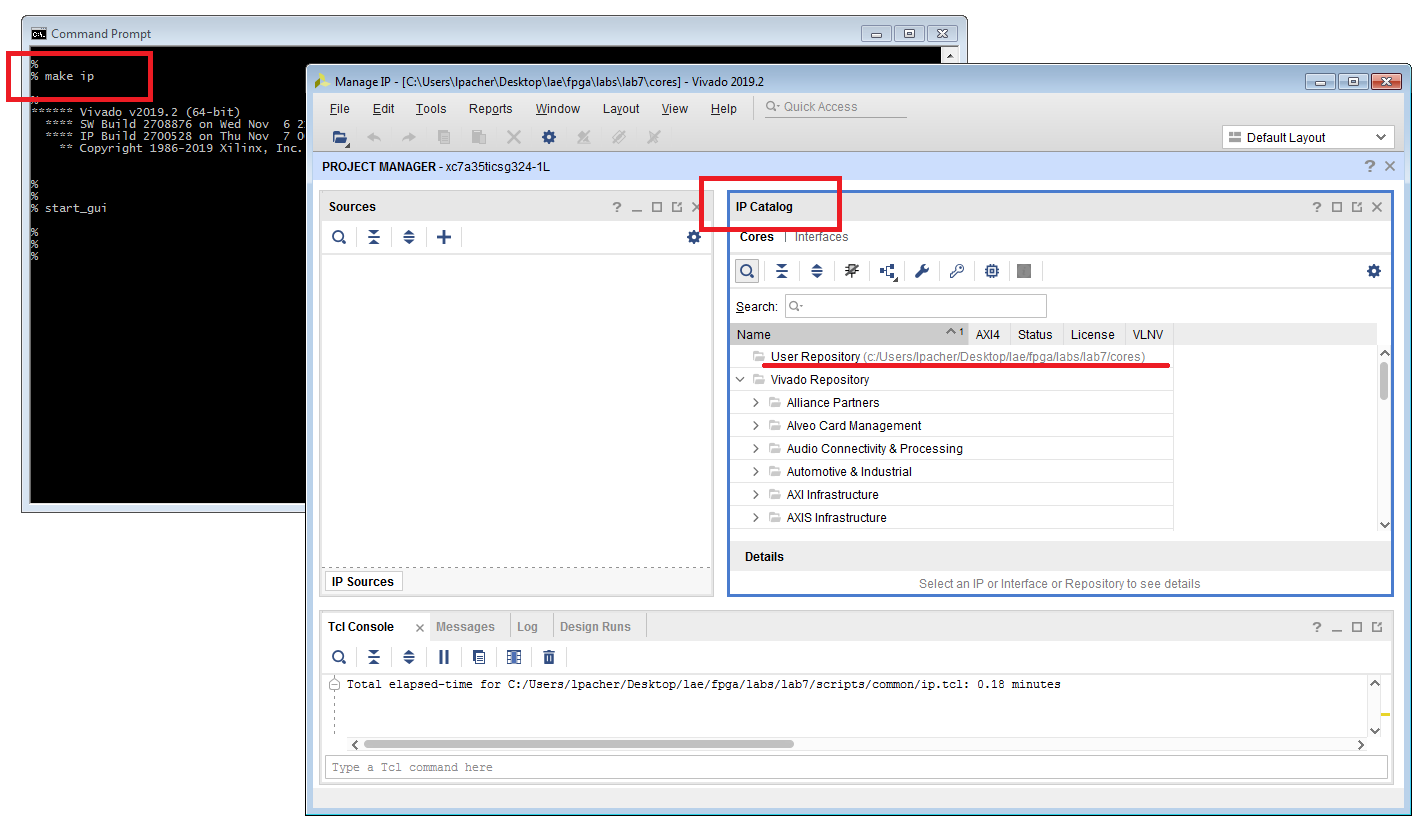 Command Prompt
%
% make ip
%
****** Vivado v2019.2 (64-bit)
**** SW Build 2708876 on Wed Nov 6 2
**** IP Build 2700528 on Thu Nov 7 0
** Copyright 1986-2019 Xilinx, Inc.
%
%
% start_gui
%
%
%
Manage IP - [C:\Users\lpacher\Desktop\lae\fpga\labs\lab7\cores] - Vivado 2019.2
File Edit Tools Reports Window Layout View Help Quick Access
Default Layout
PROJECT MANAGER - xc7a35ticsg324-1L
Sources
IP Sources
IP Catalog
Cores | Interfaces
Search:
Name 1 AXI4 Status License VLNV
User Repository (c:/Users/lpacher/Desktop/lae/fpga/labs/lab7/cores)
Vivado Repository
Alliance Partners
Alveo Card Management
Audio Connectivity & Processing
Automotive & Industrial
AXI Infrastructure
AXIS Infrastructure
Details
Select an IP or Interface or Repository to see details
Tcl Console Messages Log Design Runs
Total elapsed-time for C:/Users/lpacher/Desktop/lae/fpga/labs/lab7/scripts/common/ip.tcl: 0.18 minutes
Type a Tcl command here